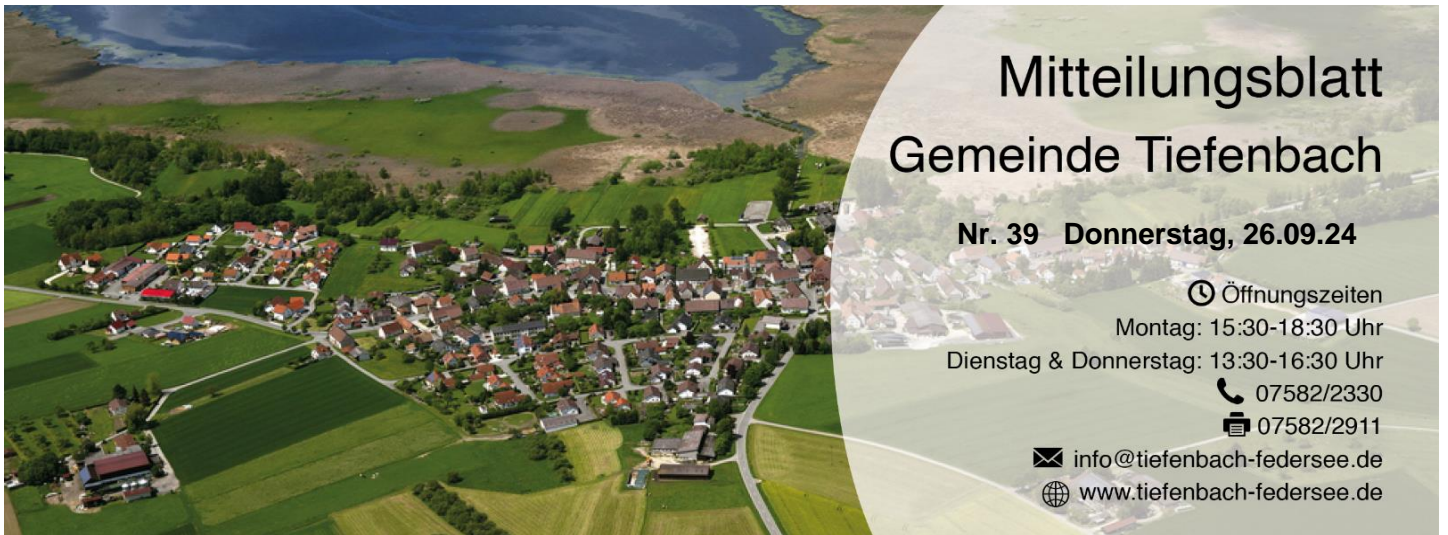 Mitteilungsblatt
Gemeinde Tiefenbach
Nr. 39 Donnerstag, 26.09.24
Öffnungszeiten
Montag: 15:30-18:30 Uhr
Dienstag & Donnerstag: 13:30-16:30 Uhr
07582/2330
07582/2911
info@tiefenbach-federsee.de
www.tiefenbach-federsee.de